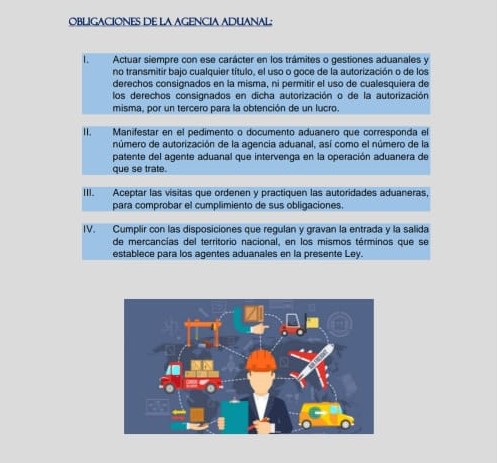 OBLIGACIONES DE LA AGENCIA ADUANAL:
I. Actuar siempre con ese carácter en los trámites o gestiones aduanales y
no transmitir bajo cualquier título, el uso o goce de la autorización o de los
derechos consignados en la misma, ni permitir el uso de cualesquiera de
los derechos consignados en dicha autorización o de la autorización
misma, por un tercero para la obtención de un lucro.
II. Manifestar en el pedimento o documento aduanero que corresponda el
número de autorización de la agencia aduanal, así como el número de la
patente del agente aduanal que intervenga en la operación aduanera de
que se trate.
III. Aceptar las visitas que ordenen y practiquen las autoridades aduaneras,
para comprobar el cumplimiento de sus obligaciones.
IV. Cumplir con las disposiciones que regulan y gravan la entrada y la salida
de mercancías del territorio nacional, en los mismos términos que se
establece para los agentes aduanales en la presente Ley.